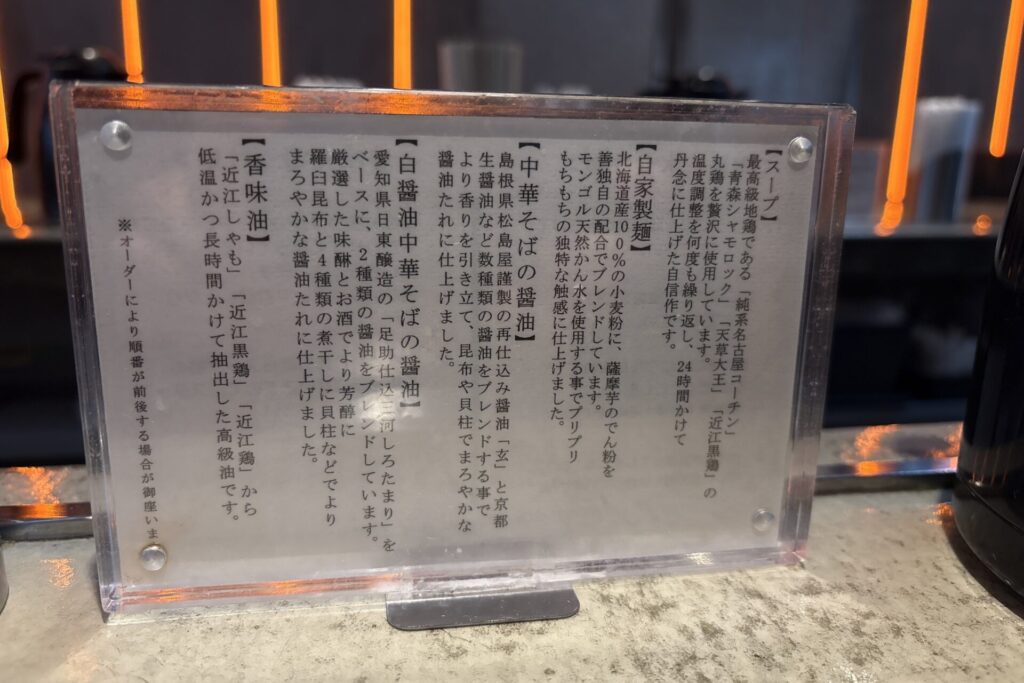 【スープ】
最高級地鶏である「純系名古屋コーチン」
「青森シャモロック」「天草大王」「近江黒鶏」の
丸鶏を贅沢に使用しています。
温度調整を何度も繰り返し、24時間かけて
丹念に仕上げた自信作です。
【自家製麺】
北海道産100%の小麦粉に、薩摩芋のでん粉を
善独自の配合でブレンドしています。
モンゴル天然かん水を使用する事でプリプリ
もちもちの独特な触感に仕上げました。
【中華そばの醤油】
島根県松島屋謹製の再仕込み醤油「玄」と京都
生醤油など数種類の醤油をブレンドする事で
より香りを引き立て、昆布や貝柱でまろやかな
醤油たれに仕上げました。
【白醤油中華そばの醤油】
愛知県日東醸造の「足助仕込三河しろたまり」を
ベースに、2種類の醤油をブレンドしています。
厳選した味醂とお酒でより芳醇に
羅臼昆布と4種類の煮干しに貝柱などでより
まろやかな醤油たれに仕上げました。
【香味油】
「近江しゃも」「近江黒鶏」「近江鶏」から
低温かつ長時間かけて抽出した高級油です。
※オーダーにより順番が前後する場合が御座いま